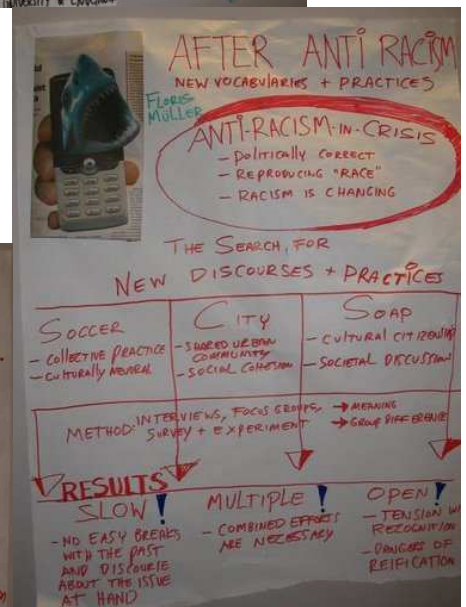 AFTER ANTI RACISM
NEW VOCABULARIES + PRACTICES
FLORIS
MÜLLER
ANTI-RACISM-IN-CRISIS
- POLITICALLY CORRECT
- REPRODUCING "RACE"
- RACISM IS CHANGING
THE SEARCH FOR
NEW DISCOURSES + PRACTICES
SOCCER
- COLLECTIVE PRACTICE
- CULTURALLY NEUTRAL
CITY
- SHARED URBAN
COMMUNITY
- SOCIAL COHESION
SOAP
- CULTURAL
- SOCIETAL DISCUSSION
METHOD: INTERVIEWS, FOCUS GROUPS, → MEANING
SURVEY + EXPERIMENT → GROUP DIFFERENCE
RESULTS
SLOW!
- NO EASY BREAKS
WITH THE PAST
AND DISCOURSE
ABOUT THE ISSUE
AT HAND
MULTIPLE!
- COMBINED EFFORTS
ARE NECESSARY
OPEN!
- TENSION
RECOGNITION
- DANGERS OF
REIFICATION